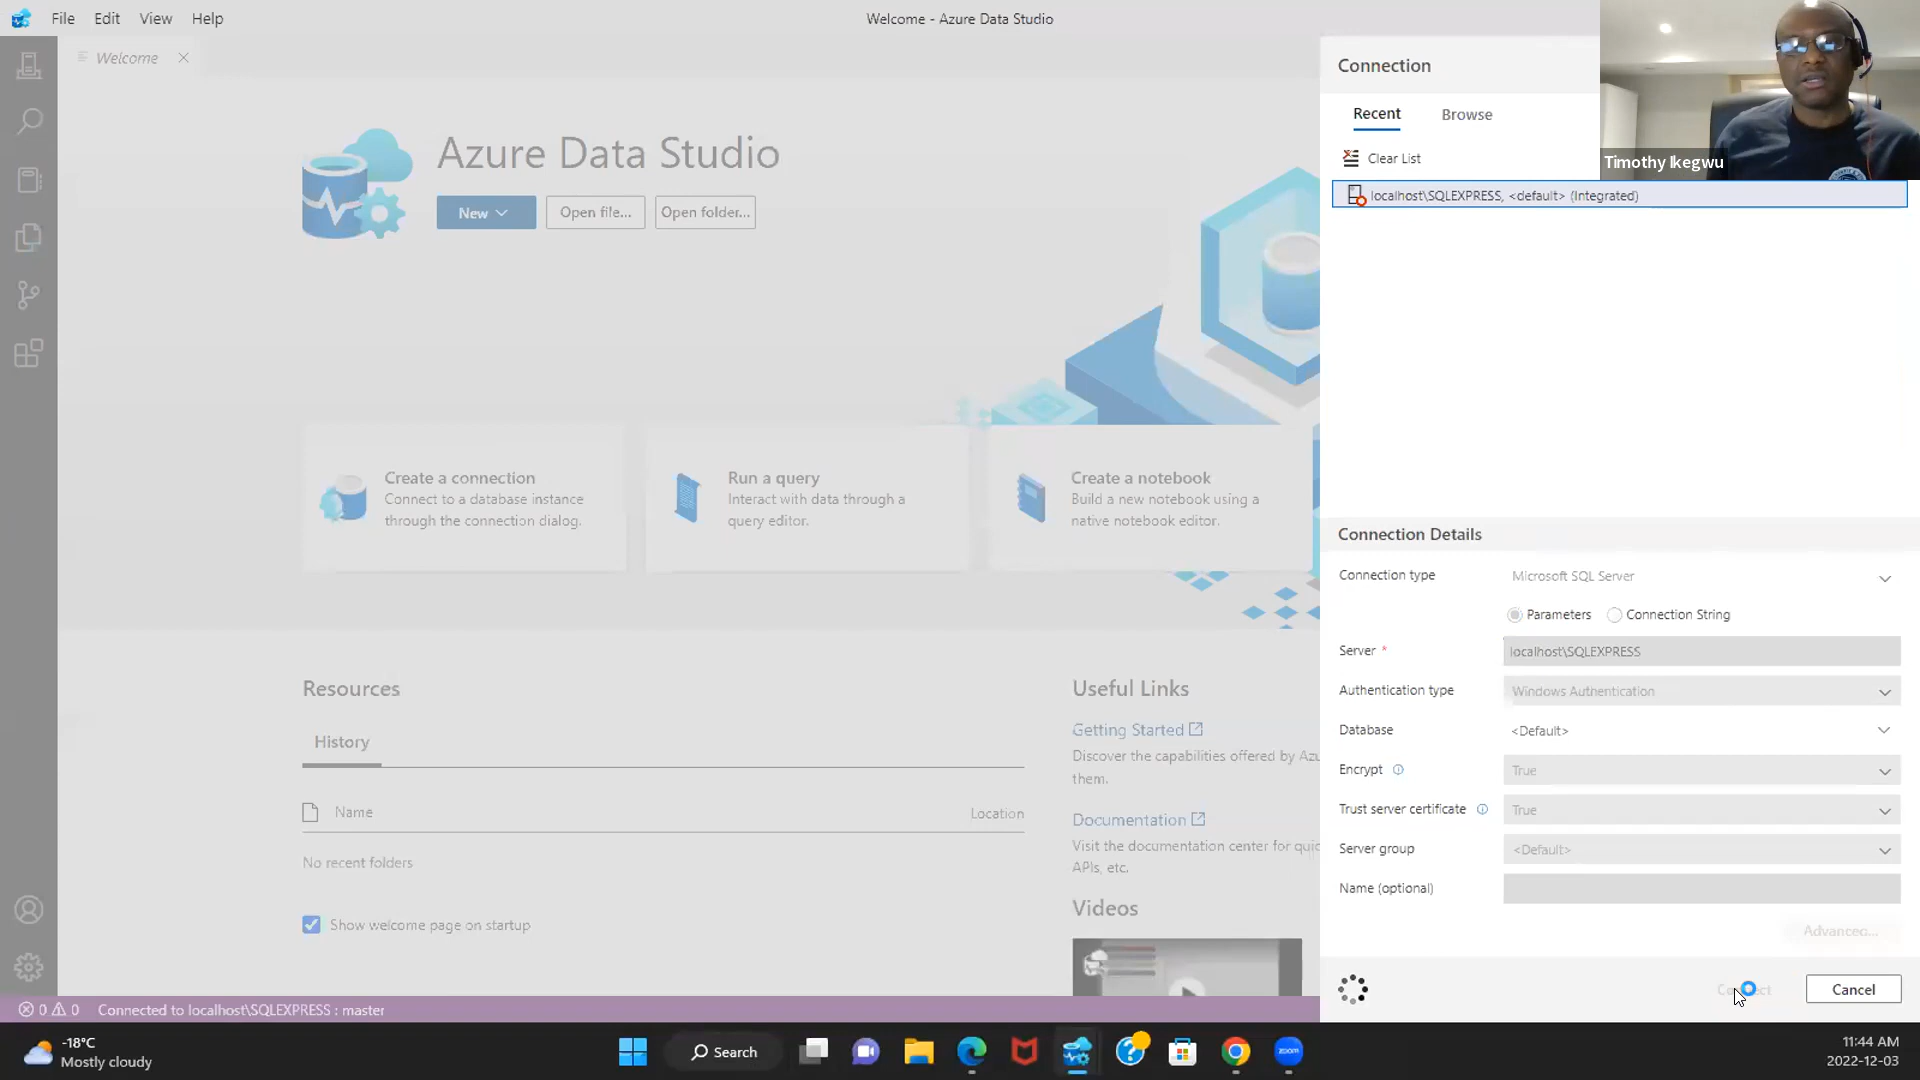 File Edit View Help
Welcome - Azure Data Studio
Welcome
Azure Data Studio
New
Open file...
Open folder...
Create a connection
Connect to a database instance
through the connection dialog.
Run a query
Interact with data through a
query editor.
Create a notebook
Build a new notebook using a
native notebook editor.
Resources
History
Name
Location
No recent folders
Show welcome page on startup
Useful Links
Getting Started
Discover the capabilities offered by Azu
them.
Documentation
Visit the documentation center for quic
APIs, etc.
Videos
Connection
Timothy Ikegwu
Recent
Browse
Clear List
localhost\SQLEXPRESS, <default> (Integrated)
Connection Details
Connection type
Microsoft SQL Server
Parameters
Connection String
Server *
localhost\SQLEXPRESS
Authentication type
Windows Authentication
Database
<Default>
Encrypt
True
Trust server certificate
True
Server group
<Default>
Name (optional)
Advanced...
Cancel
0 0 Connected to localhost\SQLEXPRESS : master
-18°C
Mostly cloudy
Search
zoom
11:44 AM
2022-12-03